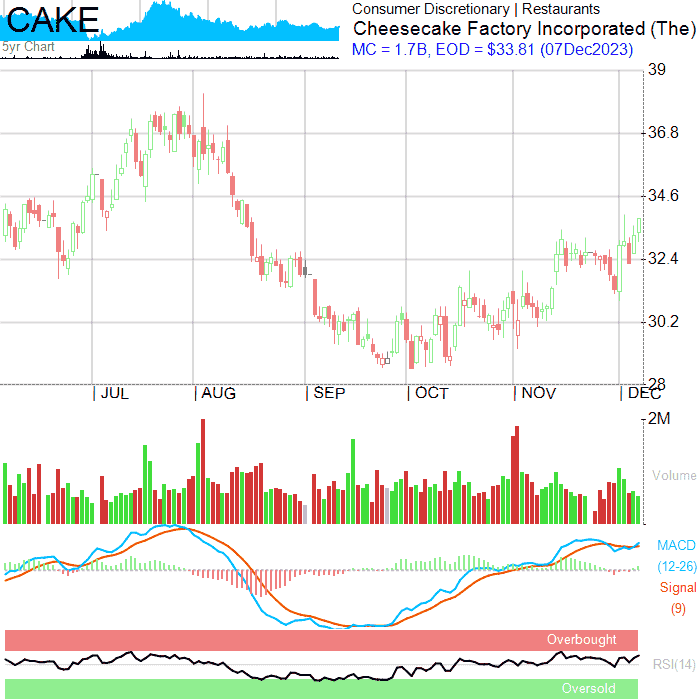 CAKE
5yr Chart
Consumer Discretionary | Restaurants
Cheesecake Factory Incorporated (The)
MC = 1.7B, EOD = $33.81 (07Dec2023)
39
36.8
34.6
32.4
30.2
28
JUL AUG SEP OCT NOV DEC
2M
Volume
MACD
(12-26)
Signal
(9)
Overbought
RSI(14)
Oversold